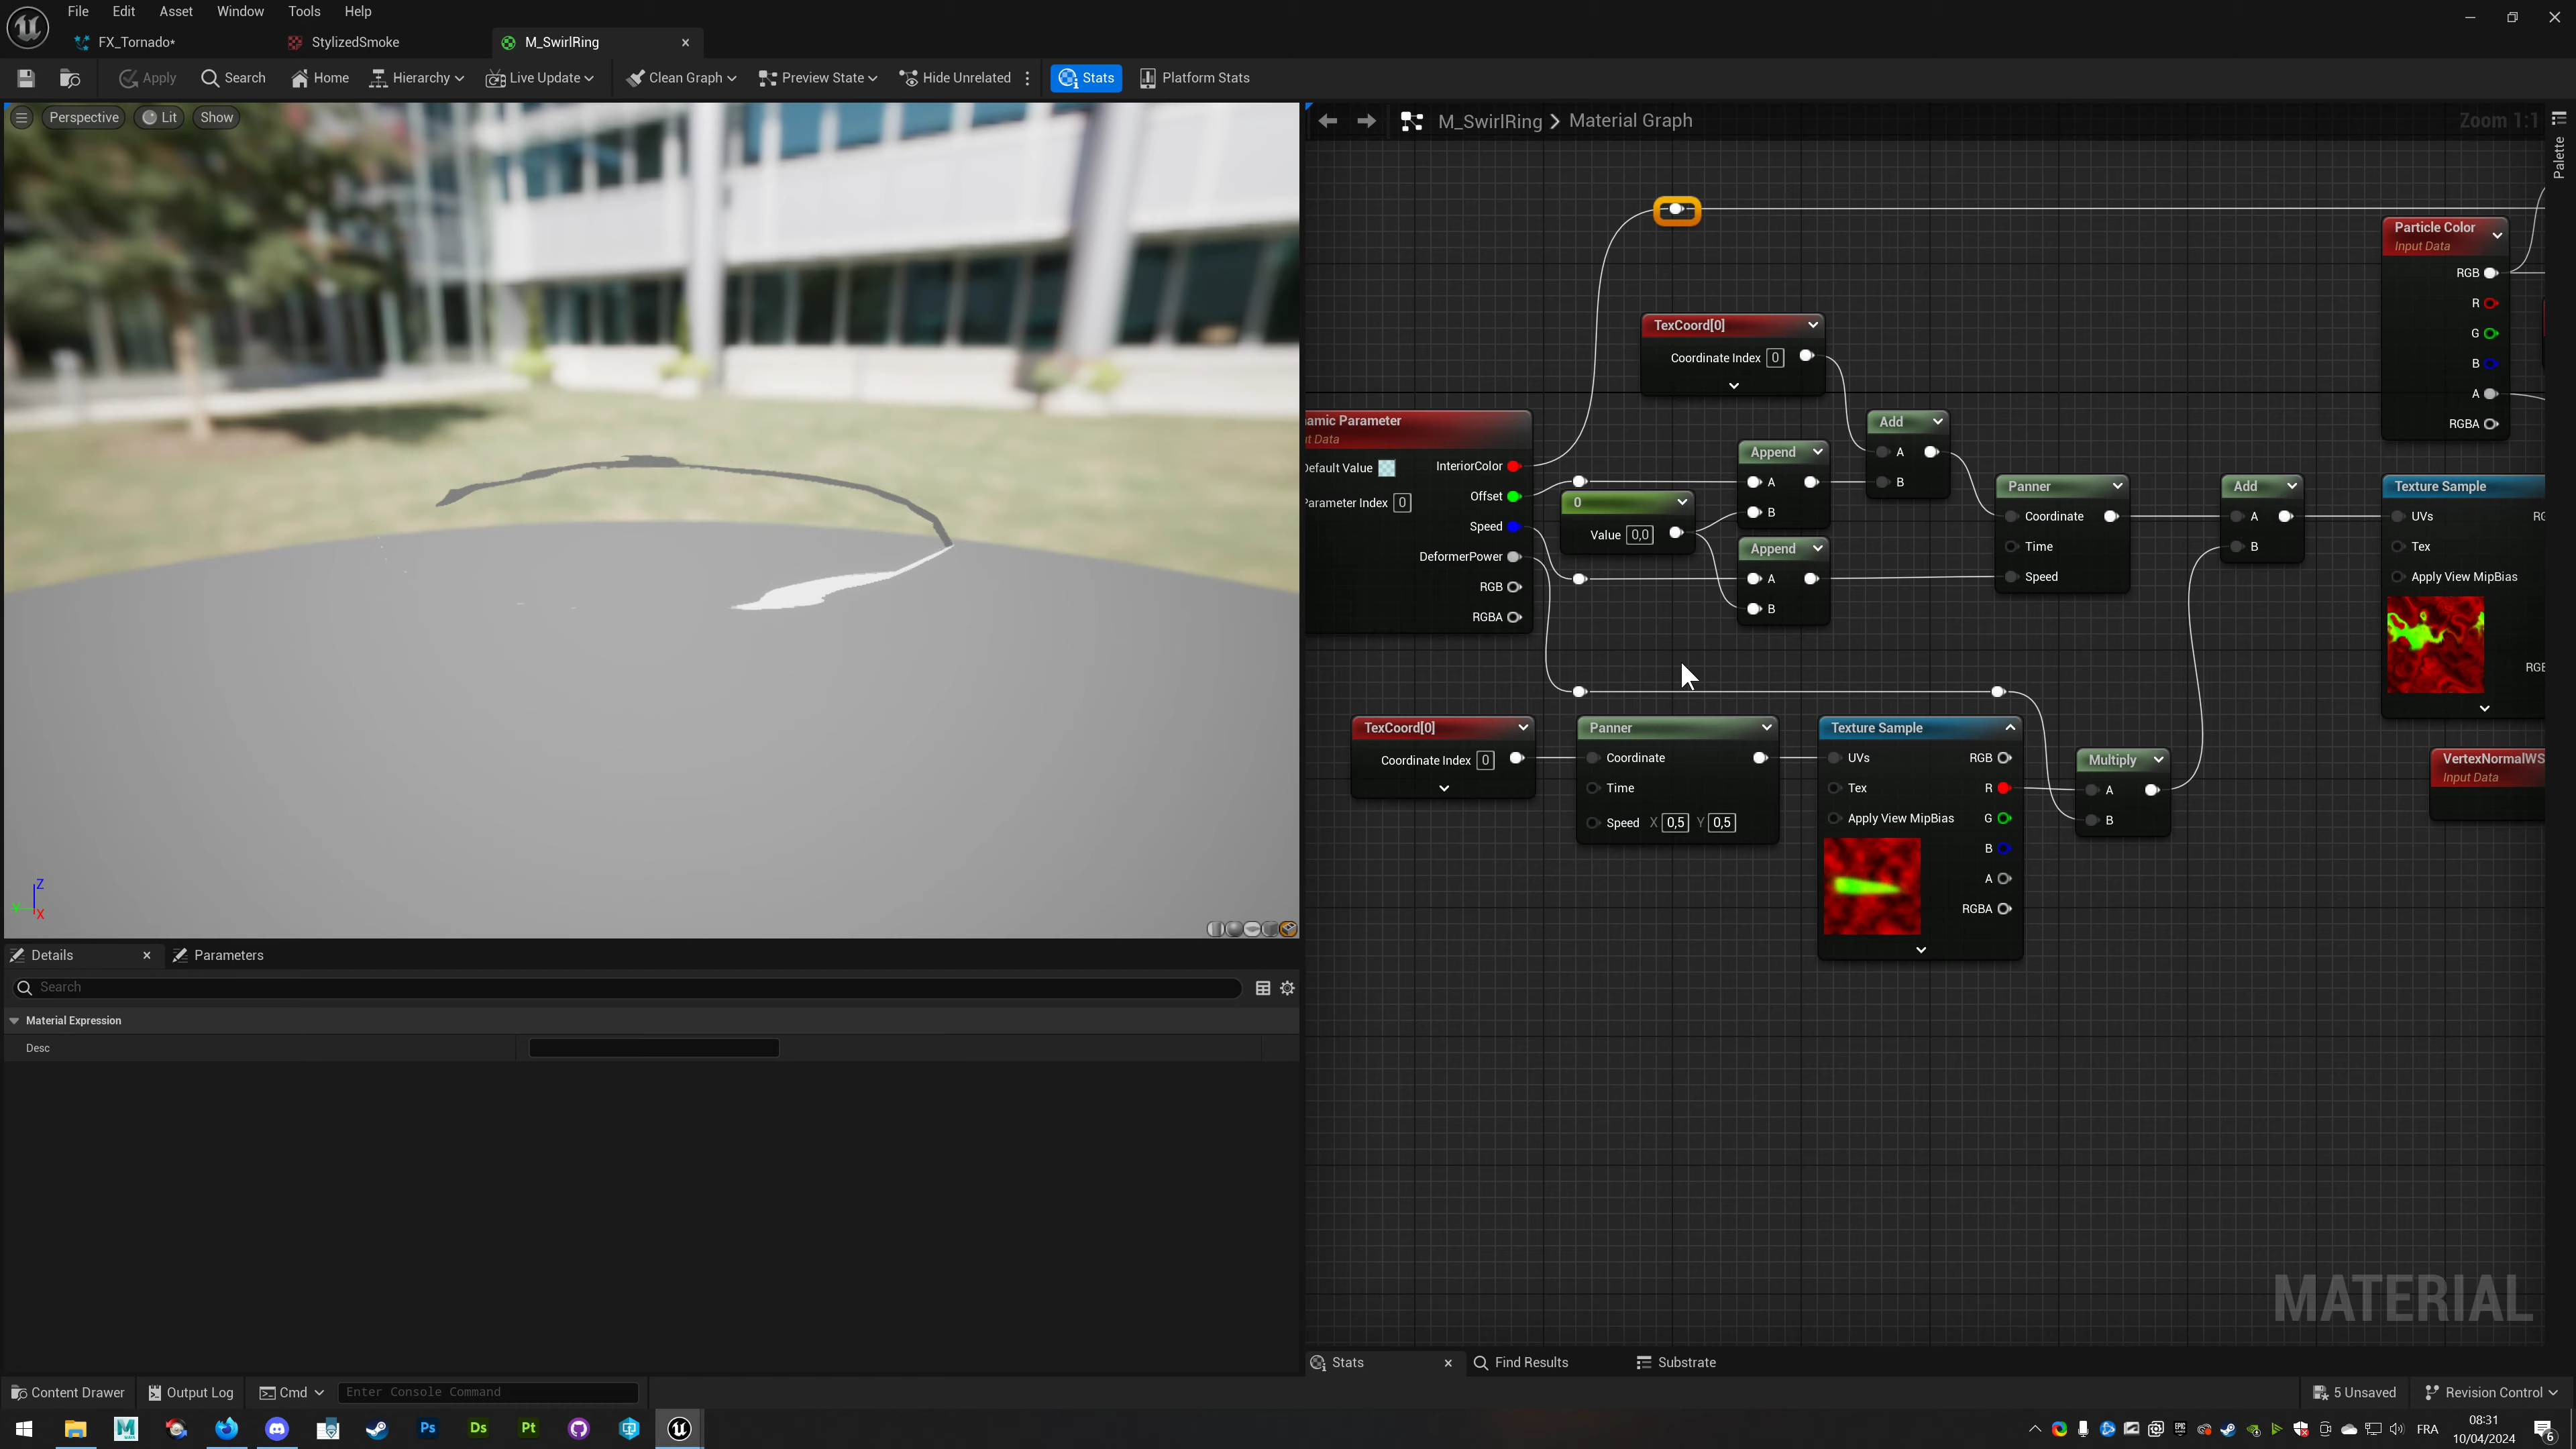 File Edit Asset Window Tools Help
FX_Tornado* StylizedSmoke M_SwirlRing
Apply Search Home Hierarchy Live Update Clean Graph Preview State Hide Unrelated Stats Platform Stats
Perspective Lit Show
M_SwirlRing > Material Graph Zoom 1:1
Palette
Particle Color
Input Data
RGB
R
G
B
A
RGBA
TexCoord[0]
Coordinate Index 0
amic Parameter
ut Data
Default Value InteriorColor
Parameter Index 0 Offset
Speed
DeformerPower
RGB
RGBA
0
Value 0,0
Append
A
B
Append
A
B
Add
A
B
Panner
Coordinate
Time
Speed
Add
A
B
Texture Sample
UVs RG
Tex
Apply View MipBias
RGE
TexCoord[0]
Coordinate Index 0
Panner
Coordinate
Time
Speed X 0,5 Y 0,5
Texture Sample
UVs RGB
Tex R
Apply View MipBias G
B
A
RGBA
Multiply
A
B
VertexNormalWS
Input Data
MATERIAL
Z
Y
X
Details Parameters
Search
Material Expression
Desc
Stats Find Results Substrate
Content Drawer Output Log Cmd Enter Console Command 5 Unsaved Revision Control
M Ps Ds Pt FRA 08:31
10/04/2024 6